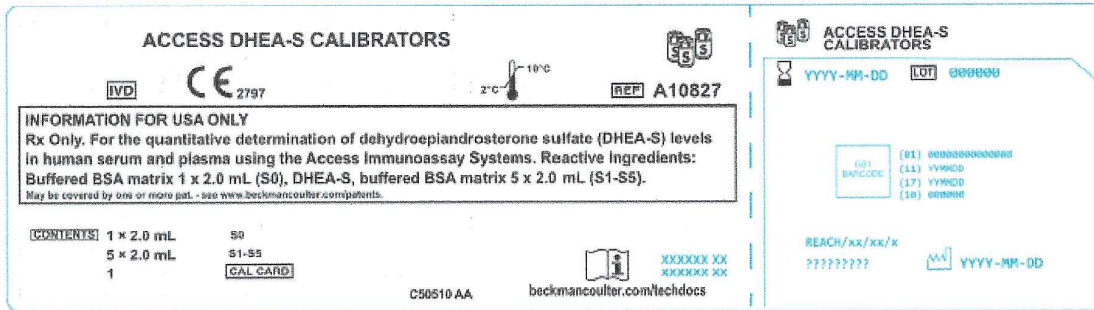 ACCESS DHEA-S CALIBRATORS
S S S
IVD CE 2797 2°C 10°C REF A10827
INFORMATION FOR USA ONLY
Rx Only. For the quantitative determination of dehydroepiandrosterone sulfate (DHEA-S) levels
in human serum and plasma using the Access Immunoassay Systems. Reactive Ingredients:
Buffered BSA matrix 1 x 2.0 mL (S0), DHEA-S, buffered BSA matrix 5 x 2.0 mL (S1-S5).
May be covered by one or more pat. - see www.beckmancoulter.com/patents.
CONTENTS 1 × 2.0 mL S0
5 × 2.0 mL S1-S5
1 CAL CARD
i XXXXXX XX
XXXXXX XX
C50510 AA beckmancoulter.com/techdocs
S S S ACCESS DHEA-S
CALIBRATORS
YYYY-MM-DD LOT 000000
GS1
BARCODE
(01) 00000000000000
(11) YYMMDD
(17) YYMMDD
(10) 000000
REACH/xx/xx/x
????????? YYYY-MM-DD